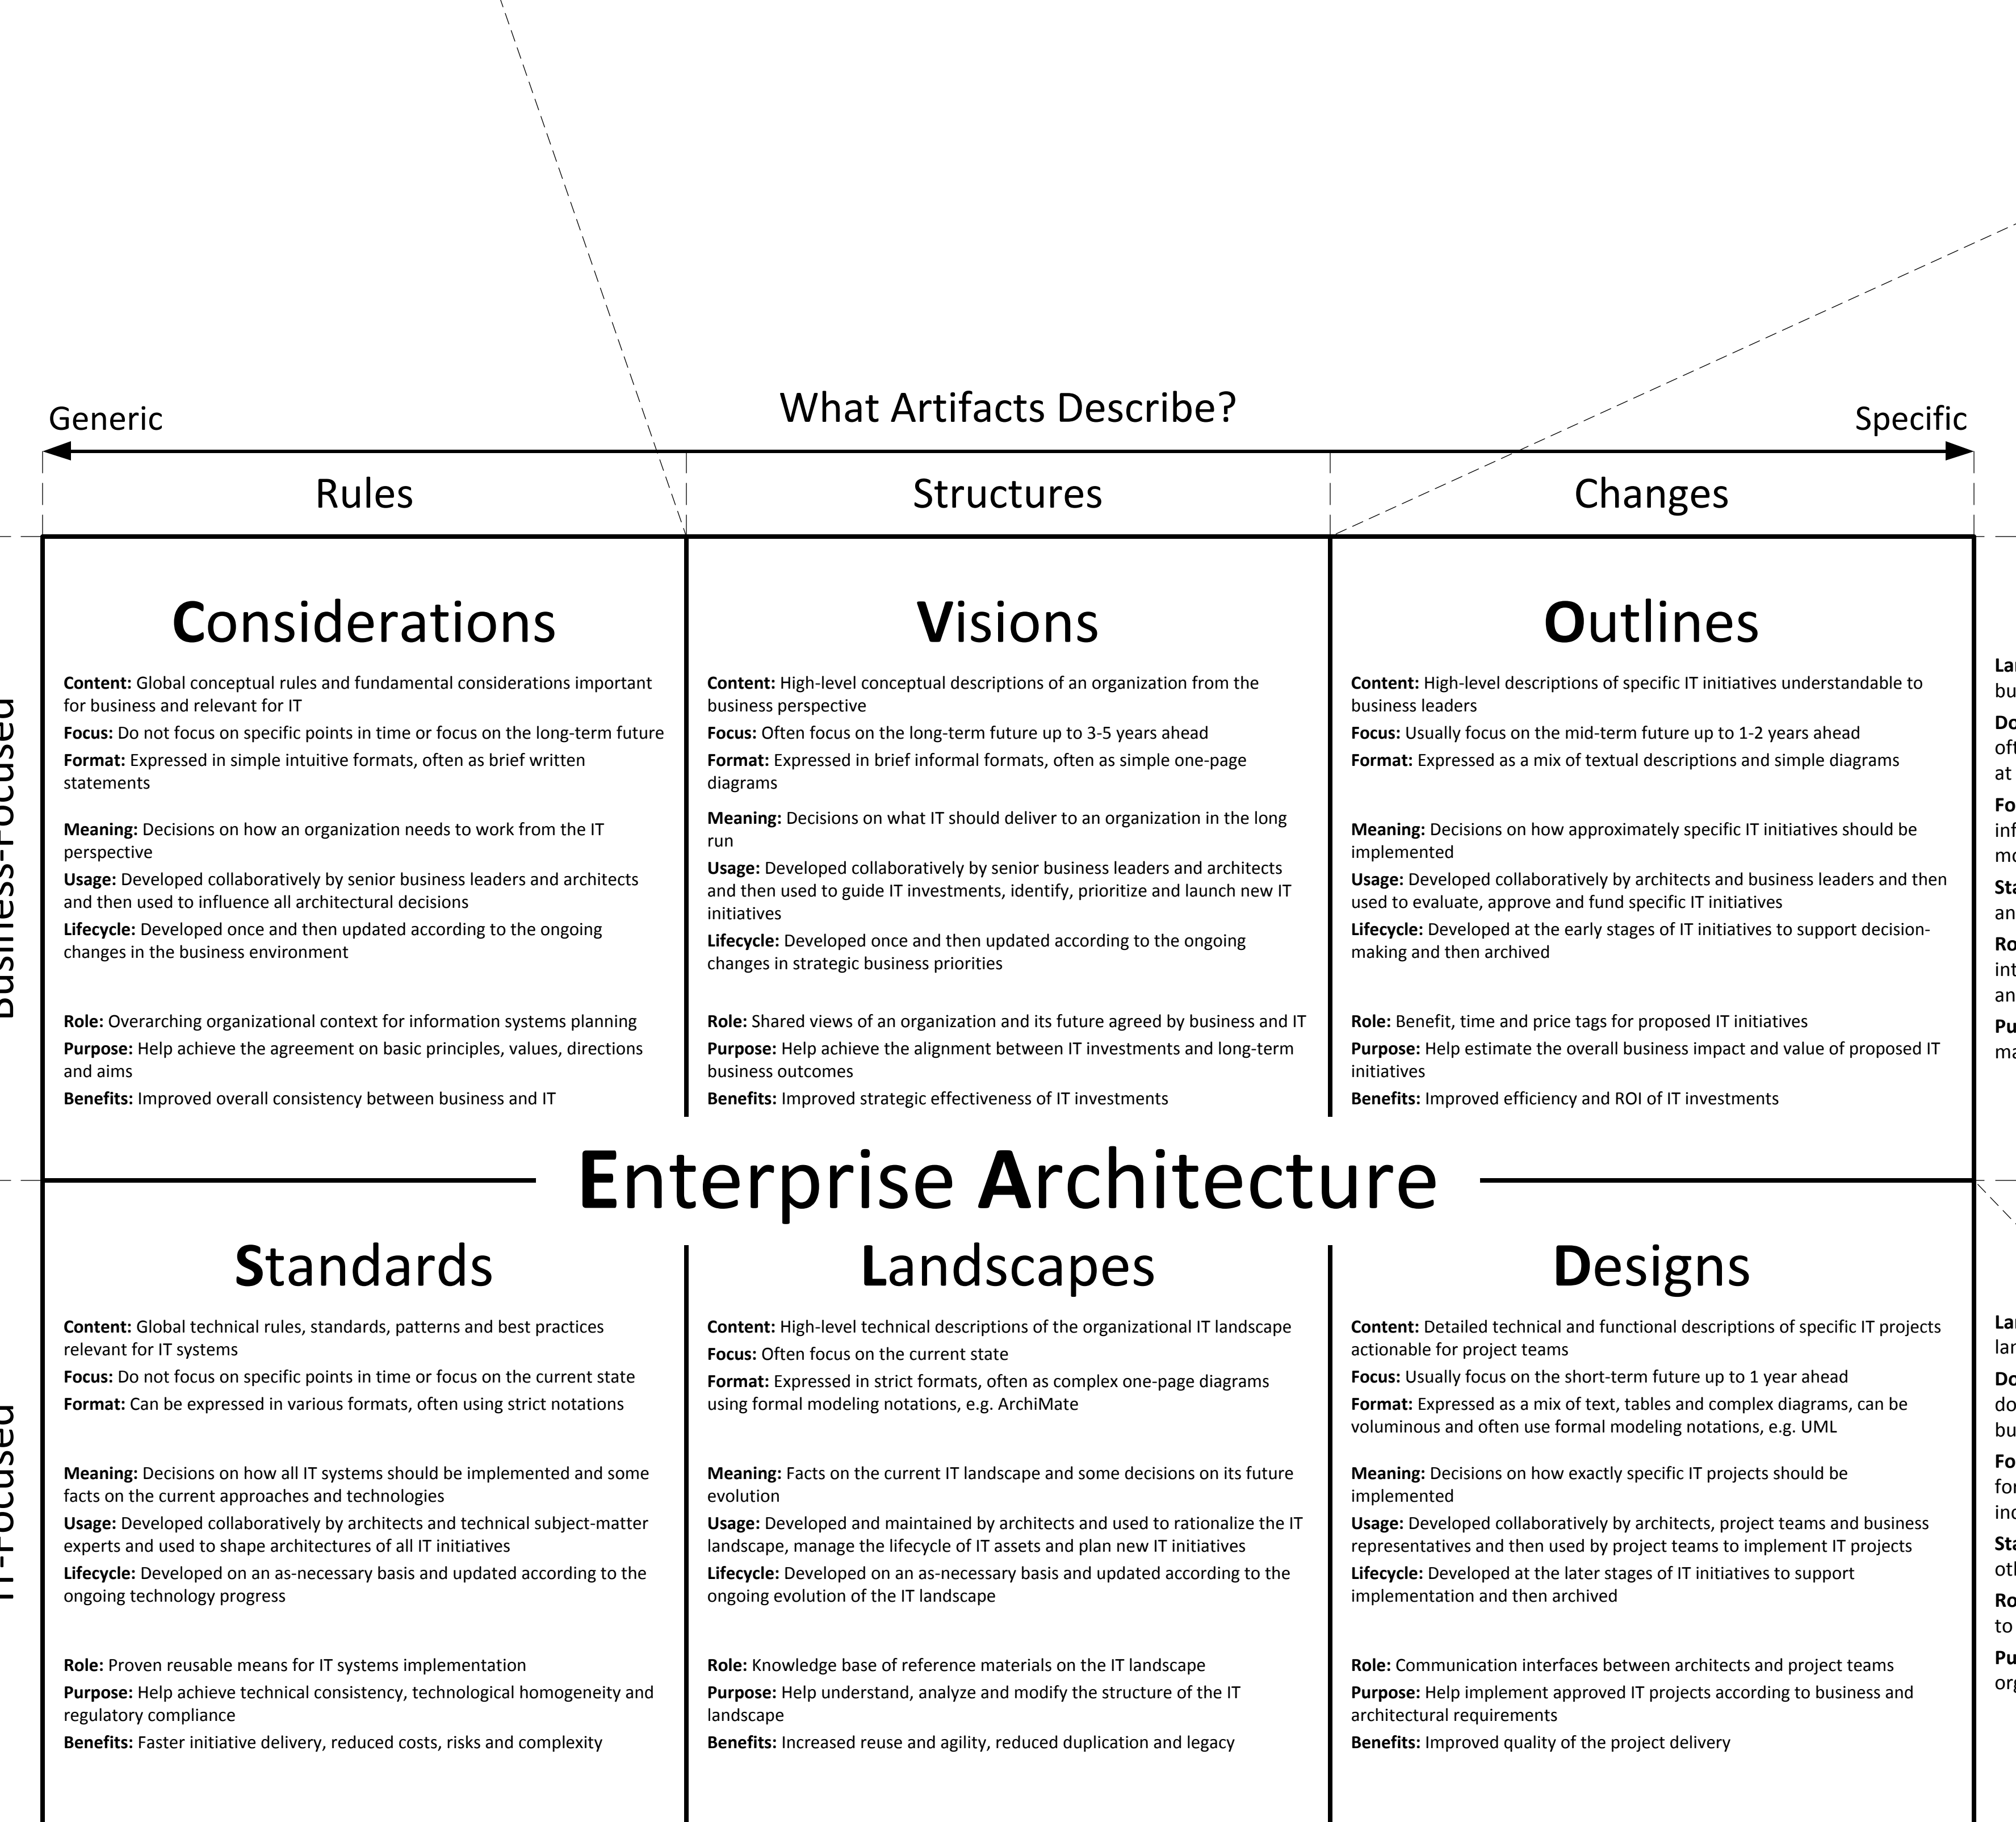 What Artifacts Describe?
Generic
Specific
Rules
Structures
Changes
Business-Focused
Considerations
Content: Global conceptual rules and fundamental considerations important
for business and relevant for IT
Focus: Do not focus on specific points in time or focus on the long-term future
Format: Expressed in simple intuitive formats, often as brief written
statements
Meaning: Decisions on how an organization needs to work from the IT
perspective
Usage: Developed collaboratively by senior business leaders and architects
and then used to influence all architectural decisions
Lifecycle: Developed once and then updated according to the ongoing
changes in the business environment
Role: Overarching organizational context for information systems planning
Purpose: Help achieve the agreement on basic principles, values, directions
and aims
Benefits: Improved overall consistency between business and IT
Visions
Content: High-level conceptual descriptions of an organization from the
business perspective
Focus: Often focus on the long-term future up to 3-5 years ahead
Format: Expressed in brief informal formats, often as simple one-page
diagrams
Meaning: Decisions on what IT should deliver to an organization in the long
run
Usage: Developed collaboratively by senior business leaders and architects
and then used to guide IT investments, identify, prioritize and launch new IT
initiatives
Lifecycle: Developed once and then updated according to the ongoing
changes in strategic business priorities
Role: Shared views of an organization and its future agreed by business and IT
Purpose: Help achieve the alignment between IT investments and long-term
business outcomes
Benefits: Improved strategic effectiveness of IT investments
Outlines
Content: High-level descriptions of specific IT initiatives understandable to
business leaders
Focus: Usually focus on the mid-term future up to 1-2 years ahead
Format: Expressed as a mix of textual descriptions and simple diagrams
Meaning: Decisions on how approximately specific IT initiatives should be
implemented
Usage: Developed collaboratively by architects and business leaders and then
used to evaluate, approve and fund specific IT initiatives
Lifecycle: Developed at the early stages of IT initiatives to support decision-
making and then archived
Role: Benefit, time and price tags for proposed IT initiatives
Purpose: Help estimate the overall business impact and value of proposed IT
initiatives
Benefits: Improved efficiency and ROI of IT investments
Enterprise Architecture
IT-Focused
Standards
Content: Global technical rules, standards, patterns and best practices
relevant for IT systems
Focus: Do not focus on specific points in time or focus on the current state
Format: Can be expressed in various formats, often using strict notations
Meaning: Decisions on how all IT systems should be implemented and some
facts on the current approaches and technologies
Usage: Developed collaboratively by architects and technical subject-matter
experts and used to shape architectures of all IT initiatives
Lifecycle: Developed on an as-necessary basis and updated according to the
ongoing technology progress
Role: Proven reusable means for IT systems implementation
Purpose: Help achieve technical consistency, technological homogeneity and
regulatory compliance
Benefits: Faster initiative delivery, reduced costs, risks and complexity
Landscapes
Content: High-level technical descriptions of the organizational IT landscape
Focus: Often focus on the current state
Format: Expressed in strict formats, often as complex one-page diagrams
using formal modeling notations, e.g. ArchiMate
Meaning: Facts on the current IT landscape and some decisions on its future
evolution
Usage: Developed and maintained by architects and used to rationalize the IT
landscape, manage the lifecycle of IT assets and plan new IT initiatives
Lifecycle: Developed on an as-necessary basis and updated according to the
ongoing evolution of the IT landscape
Role: Knowledge base of reference materials on the IT landscape
Purpose: Help understand, analyze and modify the structure of the IT
landscape
Benefits: Increased reuse and agility, reduced duplication and legacy
Designs
Content: Detailed technical and functional descriptions of specific IT projects
actionable for project teams
Focus: Usually focus on the short-term future up to 1 year ahead
Format: Expressed as a mix of text, tables and complex diagrams, can be
voluminous and often use formal modeling notations, e.g. UML
Meaning: Decisions on how exactly specific IT projects should be
implemented
Usage: Developed collaboratively by architects, project teams and business
representatives and then used by project teams to implement IT projects
Lifecycle: Developed at the later stages of IT initiatives to support
implementation and then archived
Role: Communication interfaces between architects and project teams
Purpose: Help implement approved IT projects according to business and
architectural requirements
Benefits: Improved quality of the project delivery